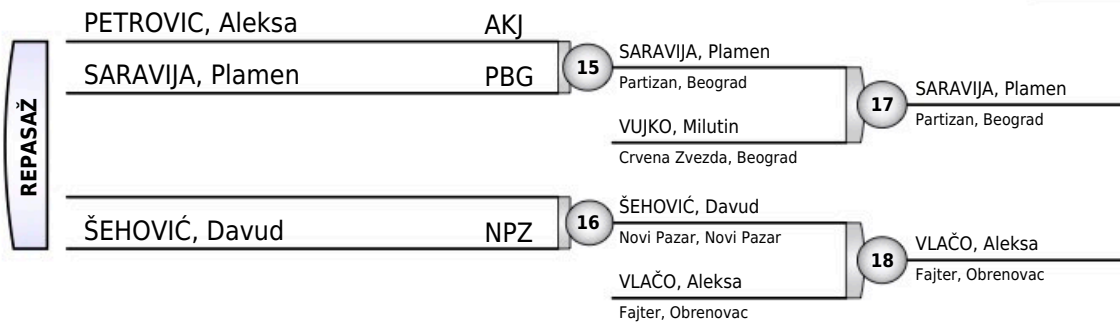 REPASAŽ
PETROVIC, Aleksa AKJ
SARAVIJA, Plamen PBG
15
SARAVIJA, Plamen
Partizan, Beograd
VUJKO, Milutin
Crvena Zvezda, Beograd
17
SARAVIJA, Plamen
Partizan, Beograd
ŠEHOVIĆ, Davud NPZ
16
ŠEHOVIĆ, Davud
Novi Pazar, Novi Pazar
VLAČO, Aleksa
Fajter, Obrenovac
18
VLAČO, Aleksa
Fajter, Obrenovac